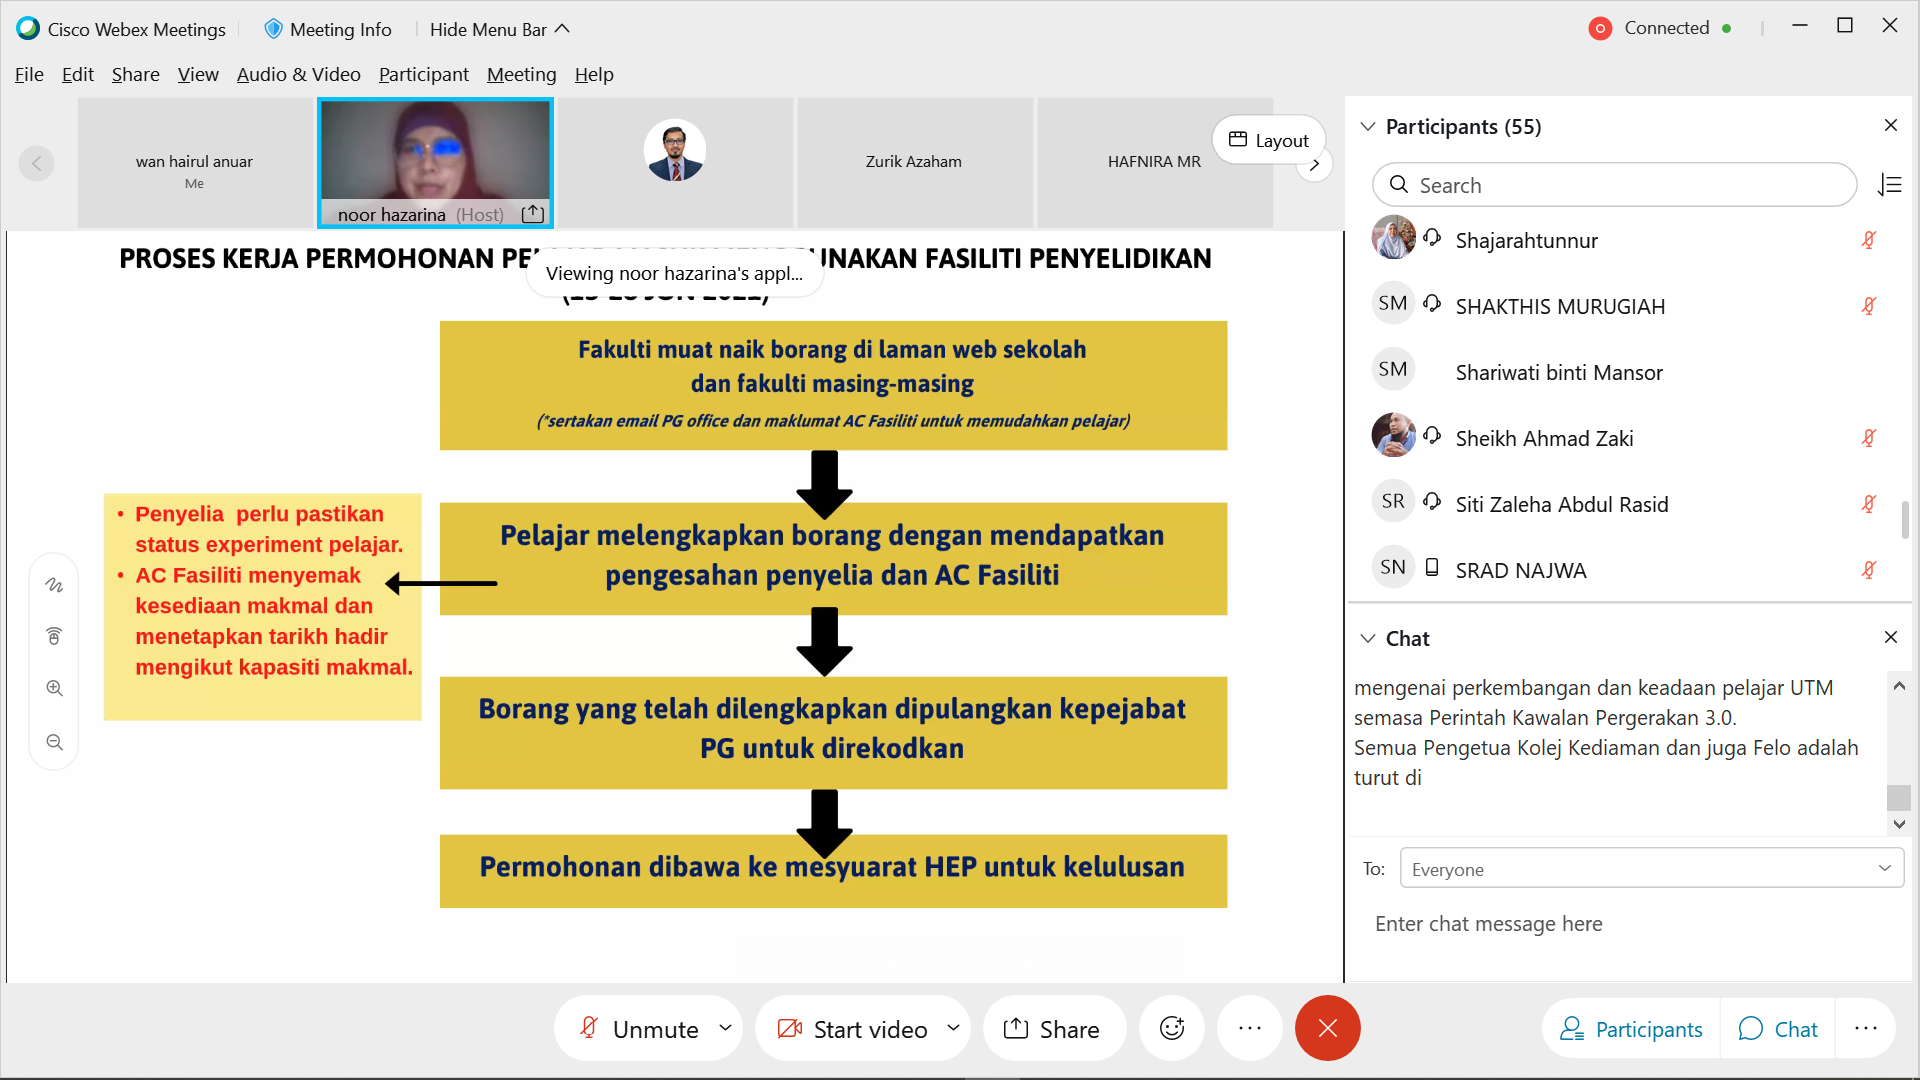 Cisco Webex Meetings
Meeting Info
Hide Menu Bar
Connected
File Edit Share View Audio & Video Participant Meeting Help
wan hairul anuar
Me
noor hazarina (Host)
Zurik Azaham
HAFNIRA MR
Layout
PROSES KERJA PERMOHONAN FASILITI PENYELIDIKAN
Viewing noor hazarina's appl...
Fakulti muat naik borang di laman web sekolah
dan fakulti masing-masing
(*sertakan email PG office dan maklumat AC Fasiliti untuk memudahkan pelajar)
• Penyelia perlu pastikan
status experiment pelajar.
• AC Fasiliti menyemak
kesediaan makmal dan
menetapkan tarikh hadir
mengikut kapasiti makmal.
Pelajar melengkapkan borang dengan mendapatkan
pengesahan penyelia dan AC Fasiliti
Borang yang telah dilengkapkan dipulangkan kepejabat
PG untuk direkodkan
Permohonan dibawa ke mesyuarat HEP untuk kelulusan
Participants (55)
Search
Shajarahtunnur
SM SHAKTHIS MURUGIAH
SM Shariwati binti Mansor
Sheikh Ahmad Zaki
SR Siti Zaleha Abdul Rasid
SN SRAD NAJWA
Chat
mengenai perkembangan dan keadaan pelajar UTM
semasa Perintah Kawalan Pergerakan 3.0.
Semua Pengetua Kolej Kediaman dan juga Felo adalah
turut di
To: Everyone
Enter chat message here
Unmute
Start video
Share
Participants
Chat